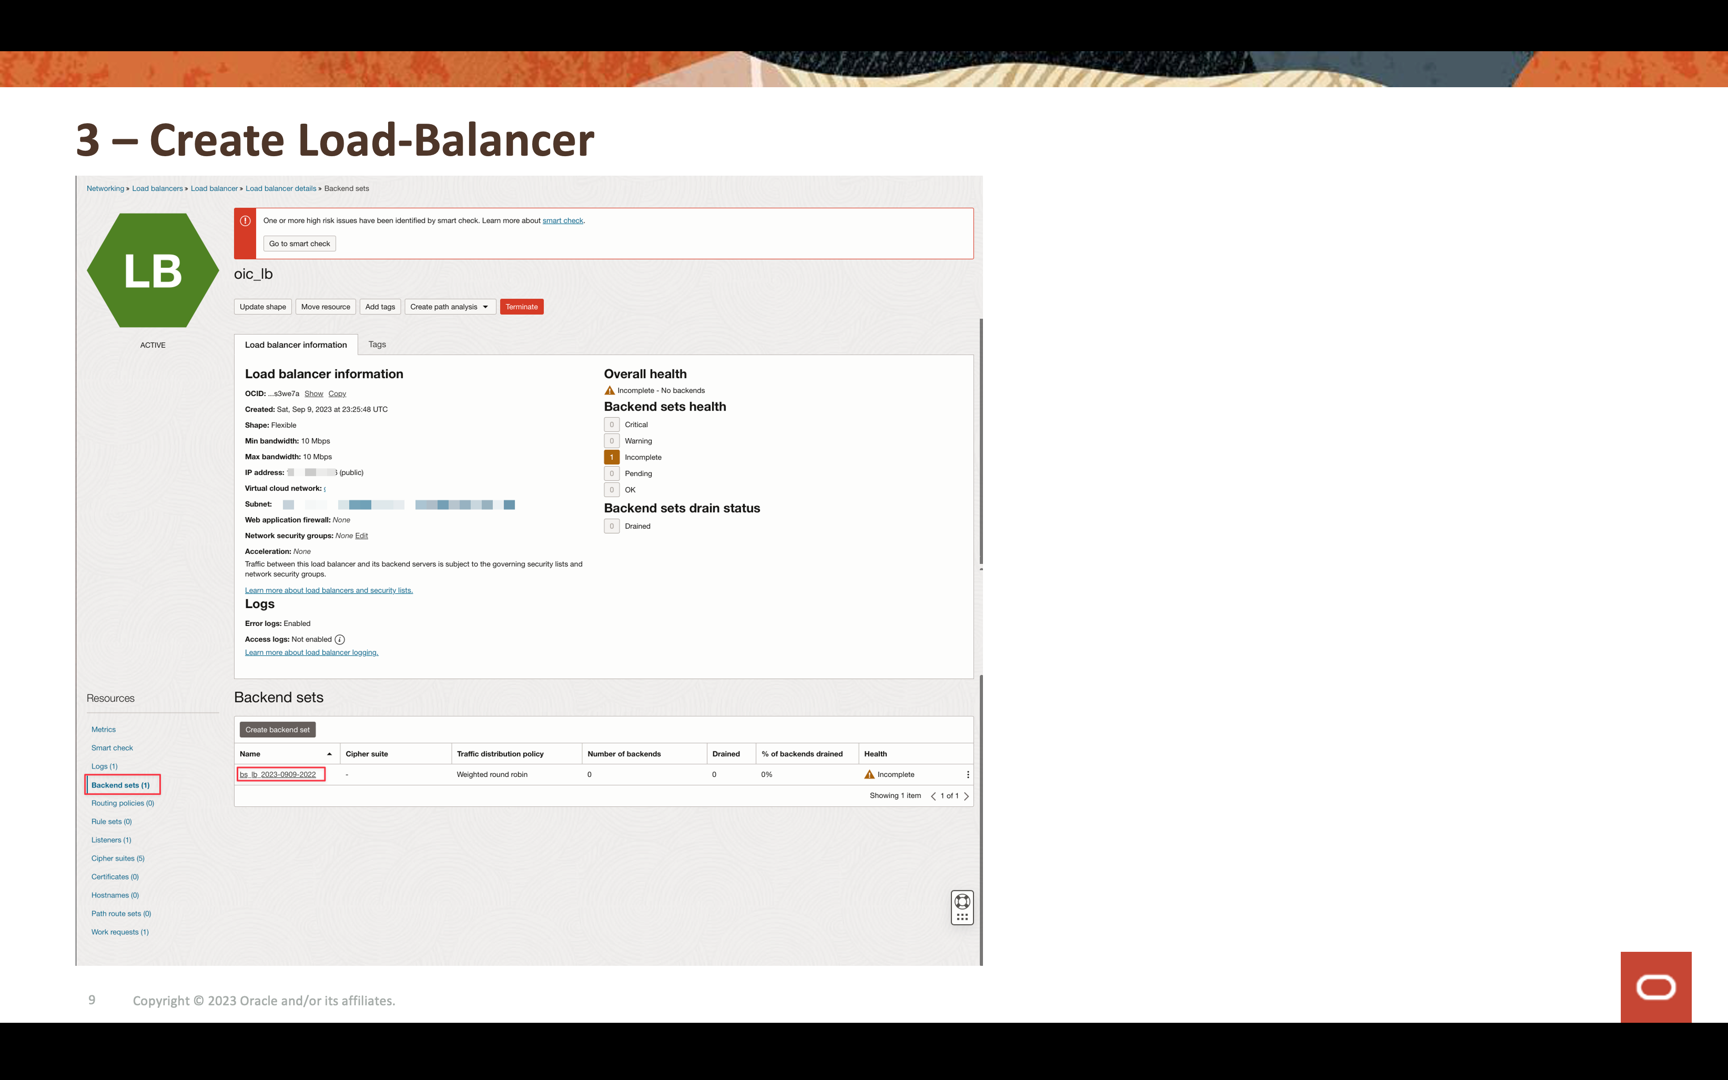 3 – Create Load-Balancer
Networking » Load balancers » Load balancer » Load balancer details » Backend sets
LB
ACTIVE
One or more high risk issues have been identified by smart check. Learn more about smart check.
Go to smart check
oic_lb
Update shape Move resource Add tags Create path analysis Terminate
Load balancer information Tags
Load balancer information
OCID: ...s3we7a Show Copy
Created: Sat, Sep 9, 2023 at 23:25:48 UTC
Shape: Flexible
Min bandwidth: 10 Mbps
Max bandwidth: 10 Mbps
IP address: (public)
Virtual cloud network:
Subnet:
Web application firewall: None
Network security groups: None Edit
Acceleration: None
Traffic between this load balancer and its backend servers is subject to the governing security lists and
network security groups.
Learn more about load balancers and security lists.
Logs
Error logs: Enabled
Access logs: Not enabled
Learn more about load balancer logging.
Overall health
Incomplete - No backends
Backend sets health
0 Critical
0 Warning
1 Incomplete
0 Pending
0 OK
Backend sets drain status
0 Drained
Resources
Metrics
Smart check
Logs (1)
Backend sets (1)
Routing policies (0)
Rule sets (0)
Listeners (1)
Cipher suites (5)
Certificates (0)
Hostnames (0)
Path route sets (0)
Work requests (1)
Backend sets
Create backend set
Name Cipher suite Traffic distribution policy Number of backends Drained % of backends drained Health
bs_lb_2023-0909-2022 - Weighted round robin 0 0 0% Incomplete
Showing 1 item 1 of 1
9 Copyright © 2023 Oracle and/or its affiliates.